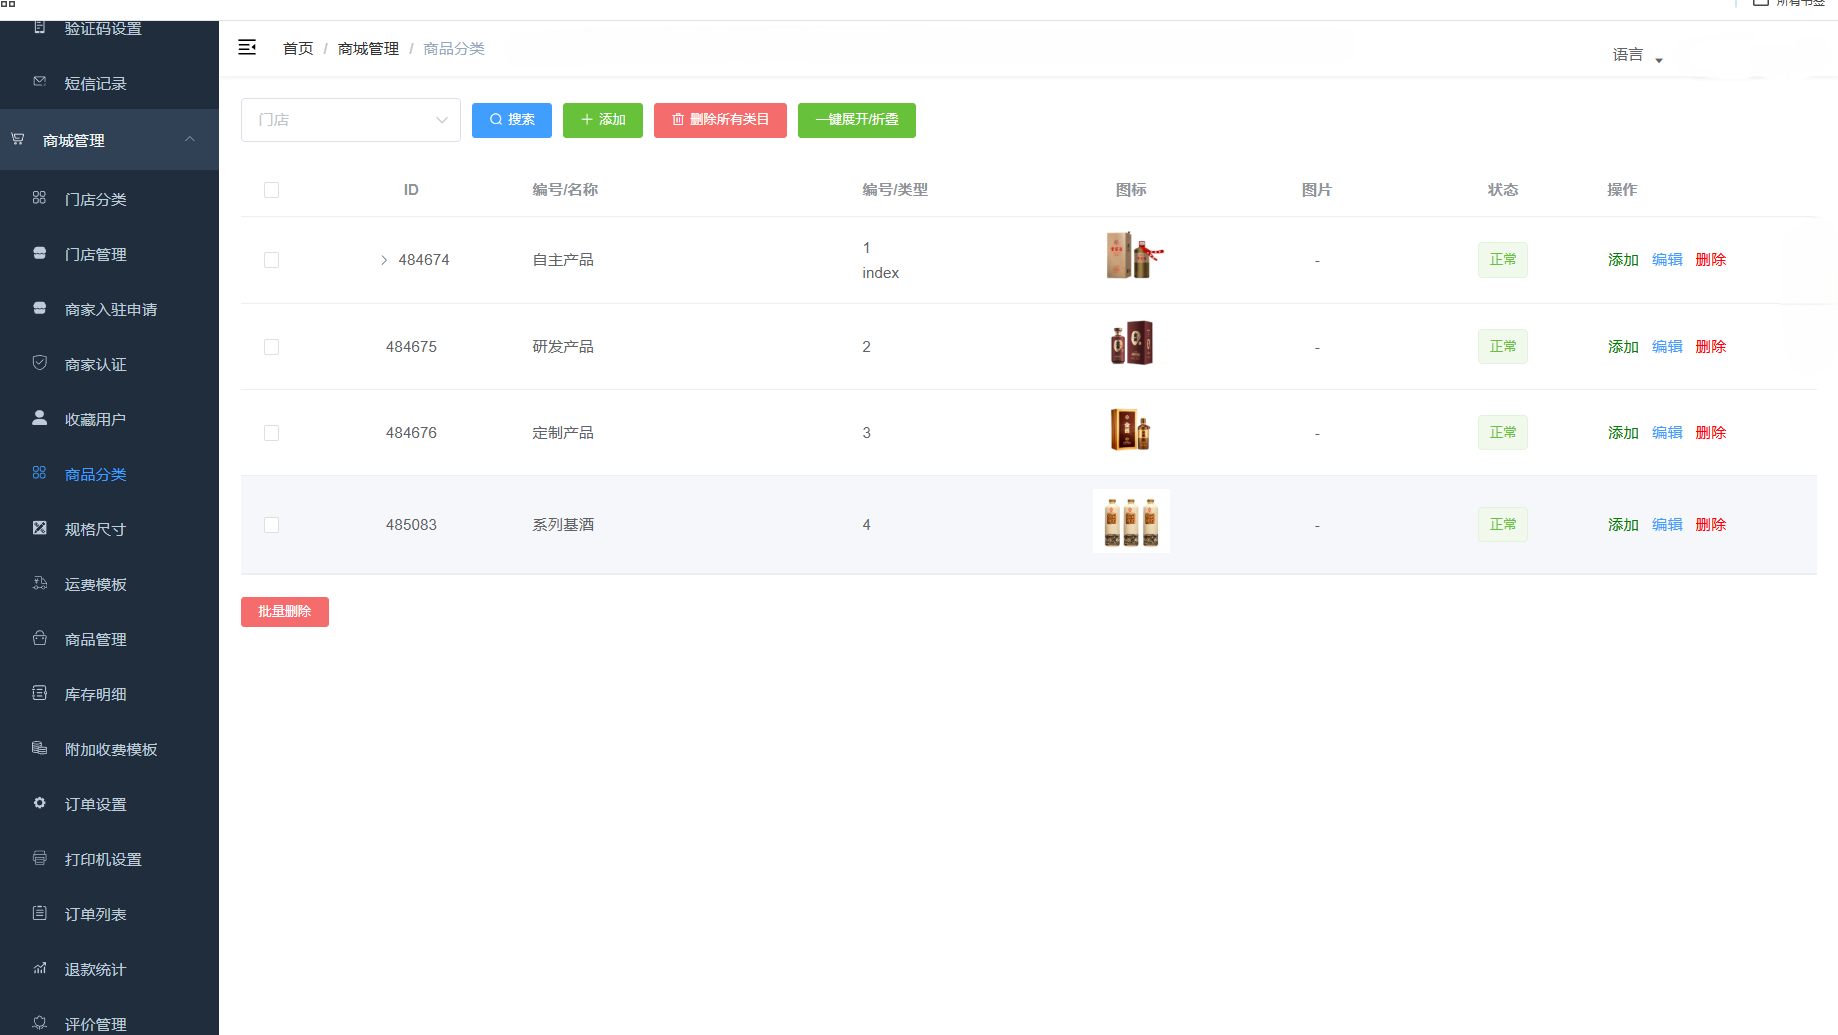 所有书签
验证码设置
短信记录
商城管理
门店分类
门店管理
商家入驻申请
商家认证
收藏用户
商品分类
规格尺寸
运费模板
商品管理
库存明细
附加收费模板
订单设置
打印机设置
订单列表
退款统计
评价管理
首页 / 商城管理 / 商品分类
语言
门店 搜索 添加 删除所有类目 一键展开/折叠
ID 编号/名称 编号/类型 图标 图片 状态 操作
484674 自主产品 1 - 正常 添加 编辑 删除
index
484675 研发产品 2 - 正常 添加 编辑 删除
484676 定制产品 3 - 正常 添加 编辑 删除
485083 系列基酒 4 - 正常 添加 编辑 删除
批量删除